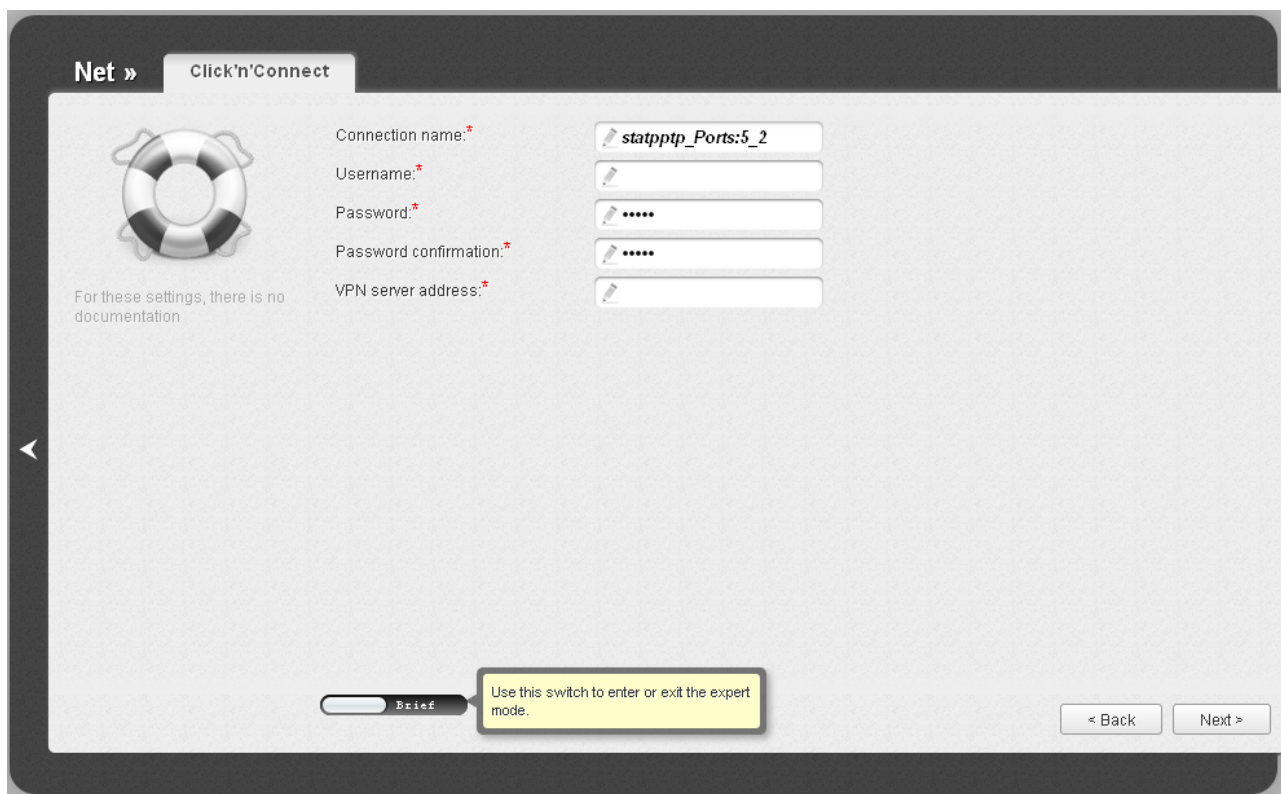 Net »
Click'n'Connect
Connection name:*
statpptp_Ports:5_2
Username:*
Password:*
•••••
Password confirmation:*
•••••
VPN server address:*
For these settings, there is no
documentation
Brief
Use this switch to enter or exit the expert
mode.
< Back
Next >